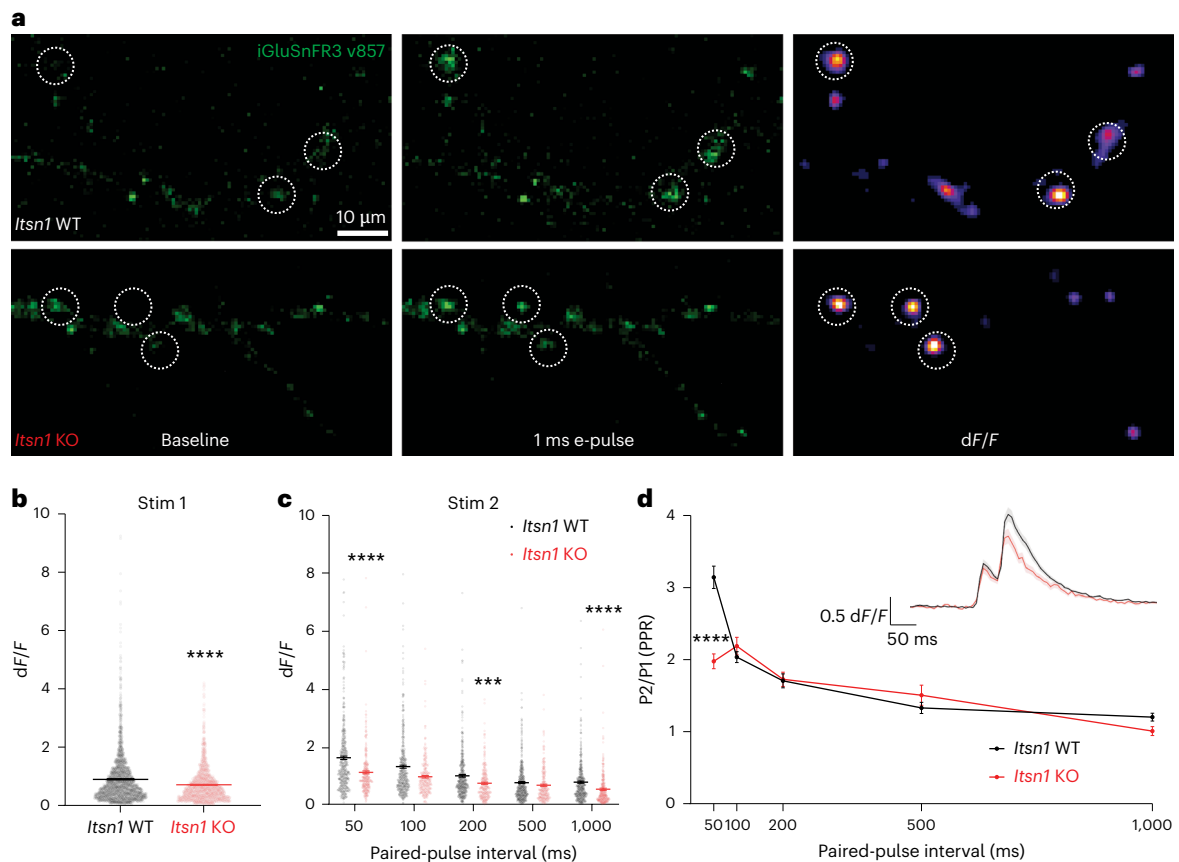 a
iGluSnFR3 v857
Itsn1 WT
10 µm
Itsn1 KO
Baseline
1 ms e-pulse
dF/F
b
Stim 1
dF/F
10
8
6
4
2
0
****
Itsn1 WT
Itsn1 KO
c
Stim 2
dF/F
10
8
6
4
2
0
Itsn1 WT
Itsn1 KO
****
***
****
50
100
200
500
1,000
Paired-pulse interval (ms)
d
P2/P1 (PPR)
4
3
2
1
0
****
0.5 dF/F
50 ms
Itsn1 WT
Itsn1 KO
50
100
200
500
1,000
Paired-pulse interval (ms)